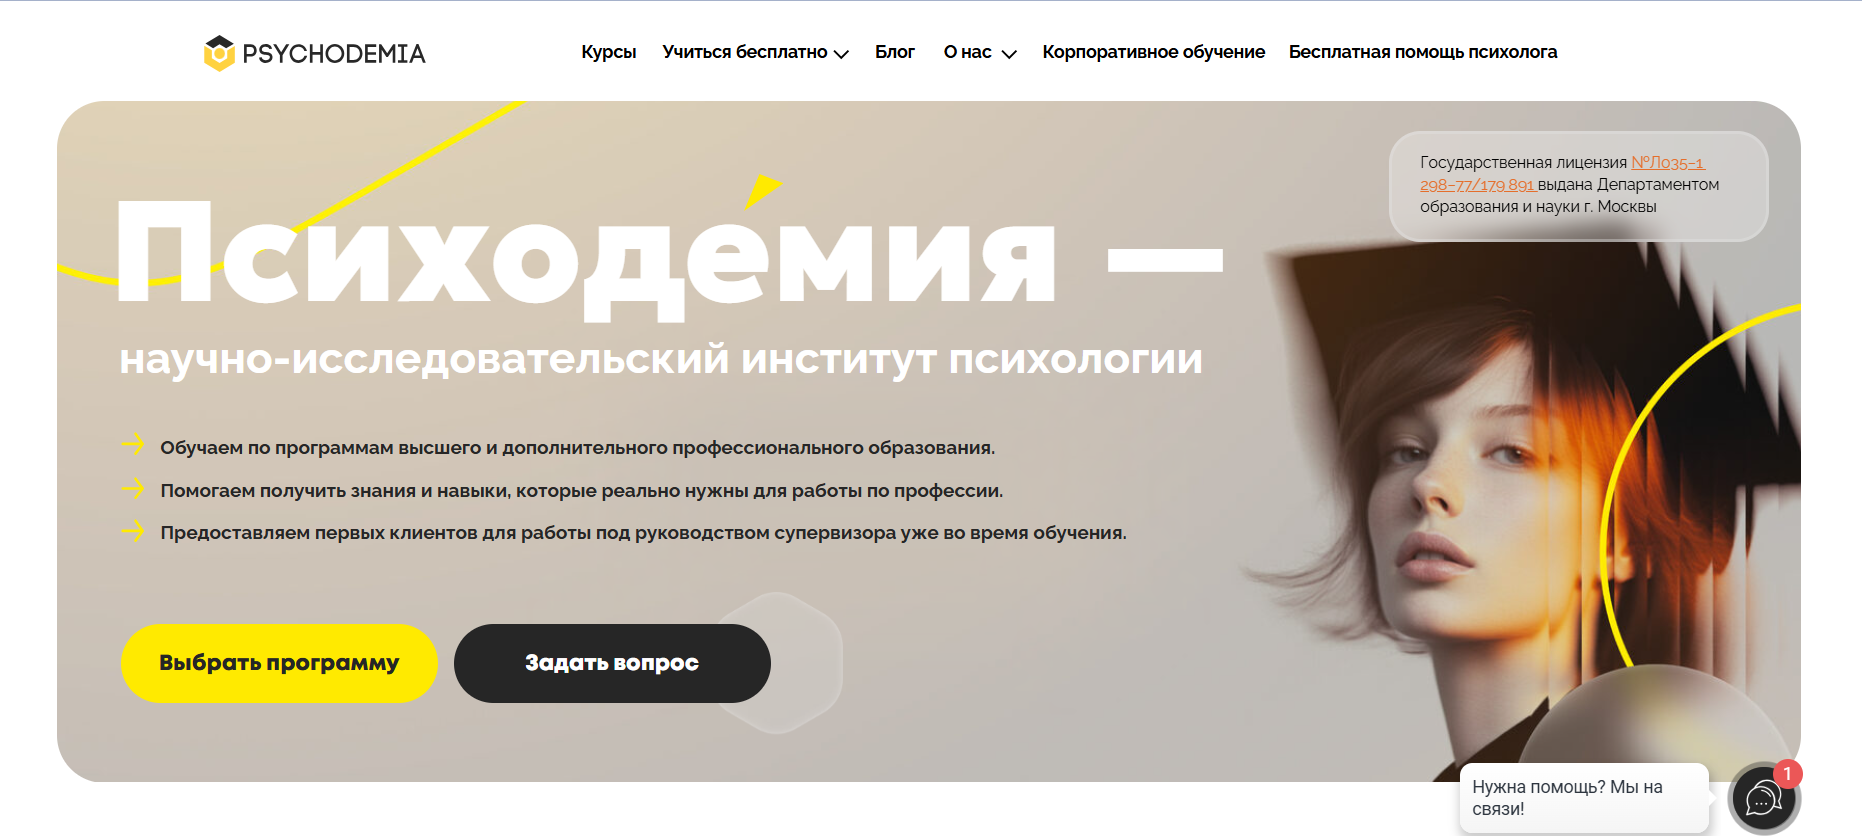 PSYCHODEMIA
Курсы Учиться бесплатно Блог О нас Корпоративное обучение Бесплатная помощь психолога
Государственная лицензия №Л035-1
298-77/179 891 выдана Департаментом
образования и науки г. Москвы
Психоде́мия —
научно-исследовательский институт психологии
Обучаем по программам высшего и дополнительного профессионального образования.
Помогаем получить знания и навыки, которые реально нужны для работы по профессии.
Предоставляем первых клиентов для работы под руководством супервизора уже во время обучения.
Выбрать программу Задать вопрос
Нужна помощь? Мы на
связи!
1